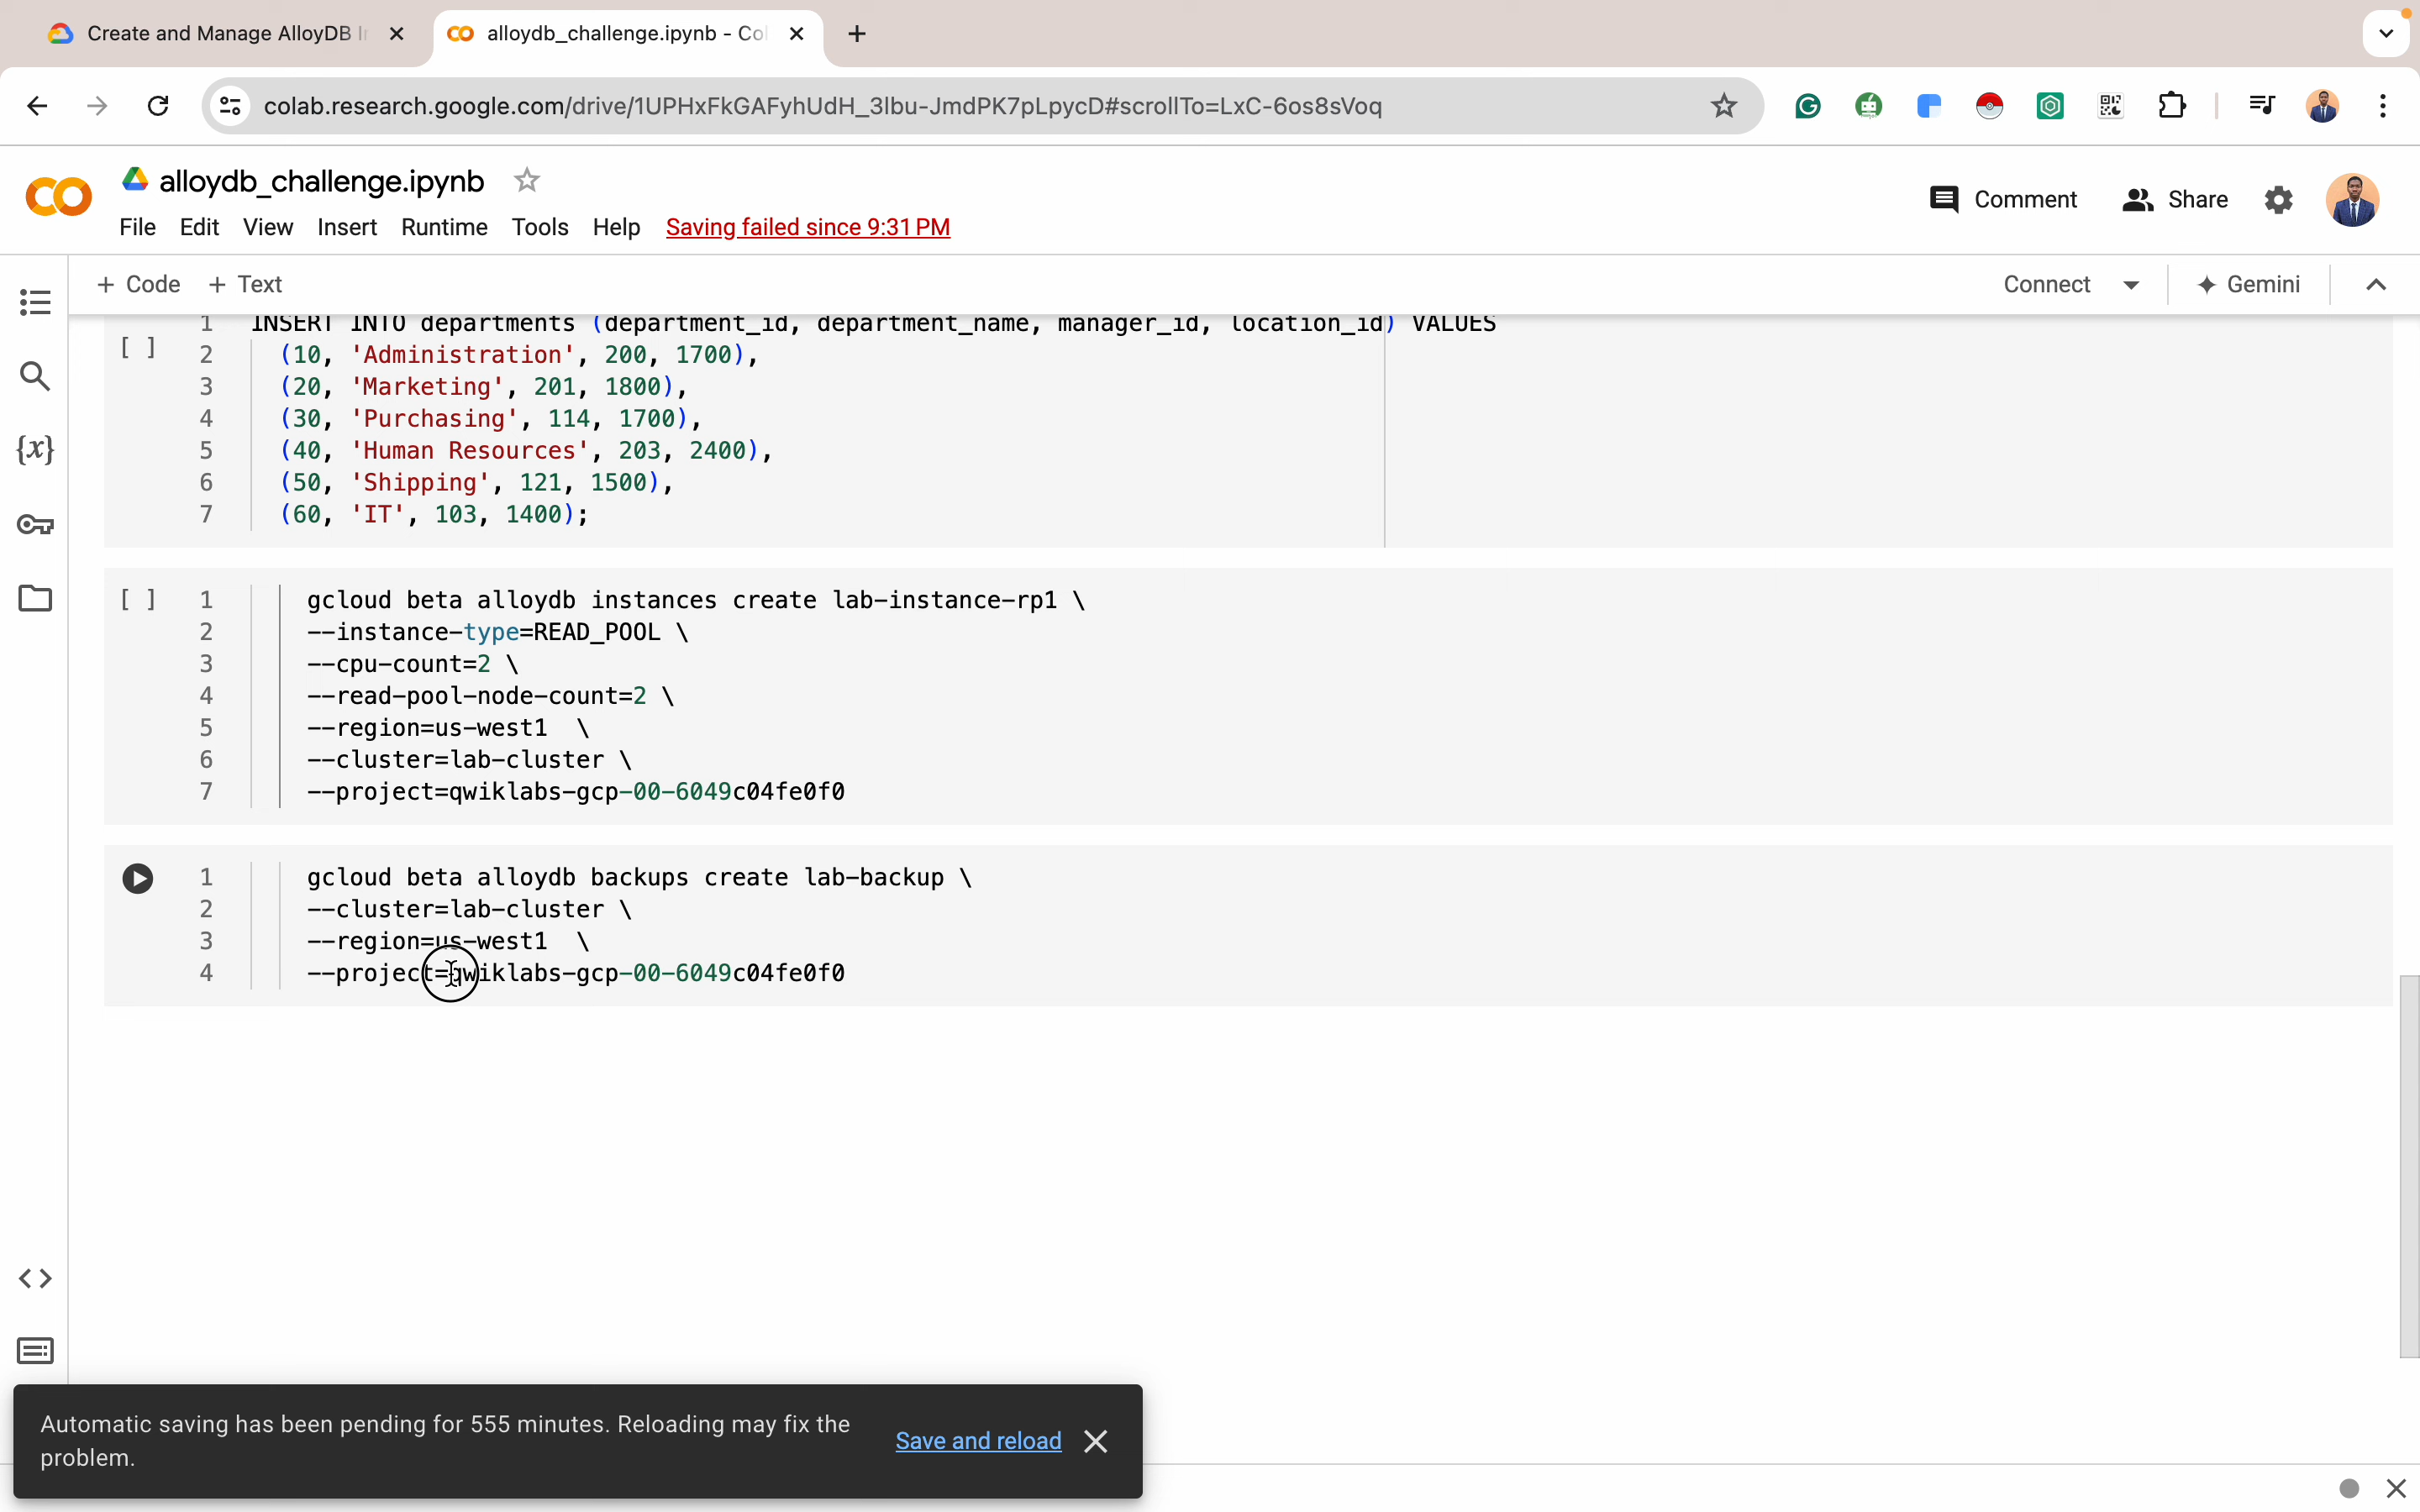 Create and Manage AlloyDB I
alloydb_challenge.ipynb - Co
colab.research.google.com/drive/1UPHxFkGAFyhUdH_3lbu-JmdPK7pLpycD#scrollTo=LxC-6os8sVoq
alloydb_challenge.ipynb
File Edit View Insert Runtime Tools Help Saving failed since 9:31 PM
Comment Share
+ Code + Text
Connect Gemini
1 INSERT INTO departments (department_id, department_name, manager_id, location_id) VALUES
[ ] 2 (10, 'Administration', 200, 1700),
3 (20, 'Marketing', 201, 1800),
4 (30, 'Purchasing', 114, 1700),
5 (40, 'Human Resources', 203, 2400),
6 (50, 'Shipping', 121, 1500),
7 (60, 'IT', 103, 1400);
[ ] 1 gcloud beta alloydb instances create lab-instance-rp1 \
2 --instance-type=READ_POOL \
3 --cpu-count=2 \
4 --read-pool-node-count=2 \
5 --region=us-west1  \
6 --cluster=lab-cluster \
7 --project=qwiklabs-gcp-00-6049c04fe0f0
1 gcloud beta alloydb backups create lab-backup \
2 --cluster=lab-cluster \
3 --region=us-west1  \
4 --project=qwiklabs-gcp-00-6049c04fe0f0
{x}
Automatic saving has been pending for 555 minutes. Reloading may fix the
problem.
Save and reload